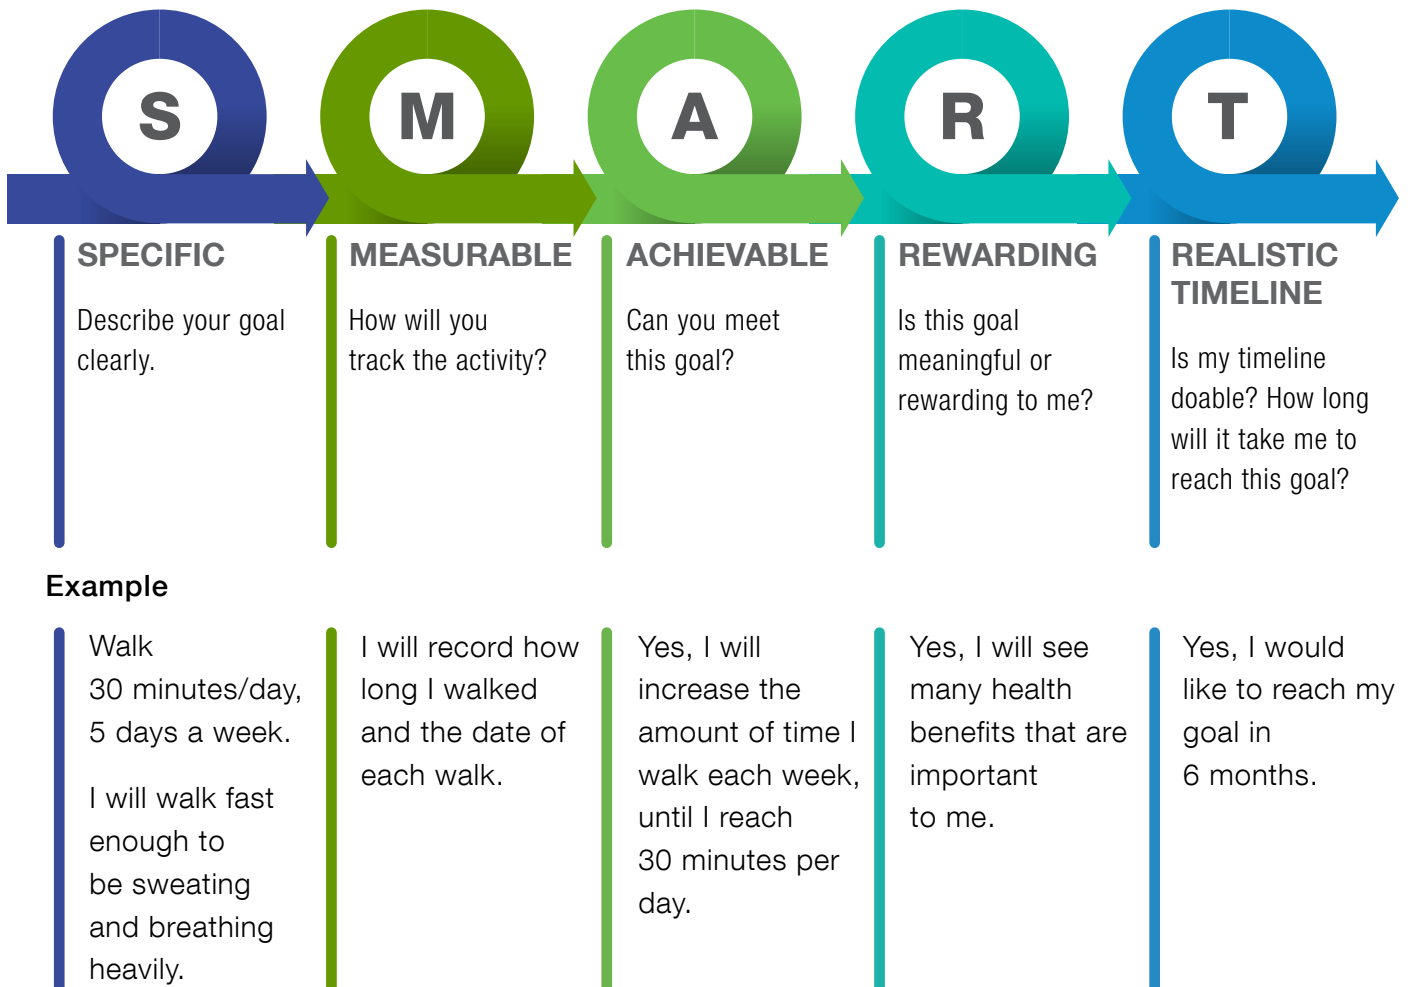 S
M
A
R
T
SPECIFIC
Describe your goal
clearly.
MEASURABLE
How will you
track the activity?
ACHIEVABLE
Can you meet
this goal?
REWARDING
Is this goal
meaningful or
rewarding to me?
REALISTIC
TIMELINE
Is my timeline
doable? How long
will it take me to
reach this goal?
Example
Walk
30 minutes/day,
5 days a week.
I will walk fast
enough to
be sweating
and breathing
heavily.
I will record how
long I walked
and the date of
each walk.
Yes, I will
increase the
amount of time I
walk each week,
until I reach
30 minutes per
day.
Yes, I will see
many health
benefits that are
important
to me.
Yes, I would
like to reach my
goal in
6 months.